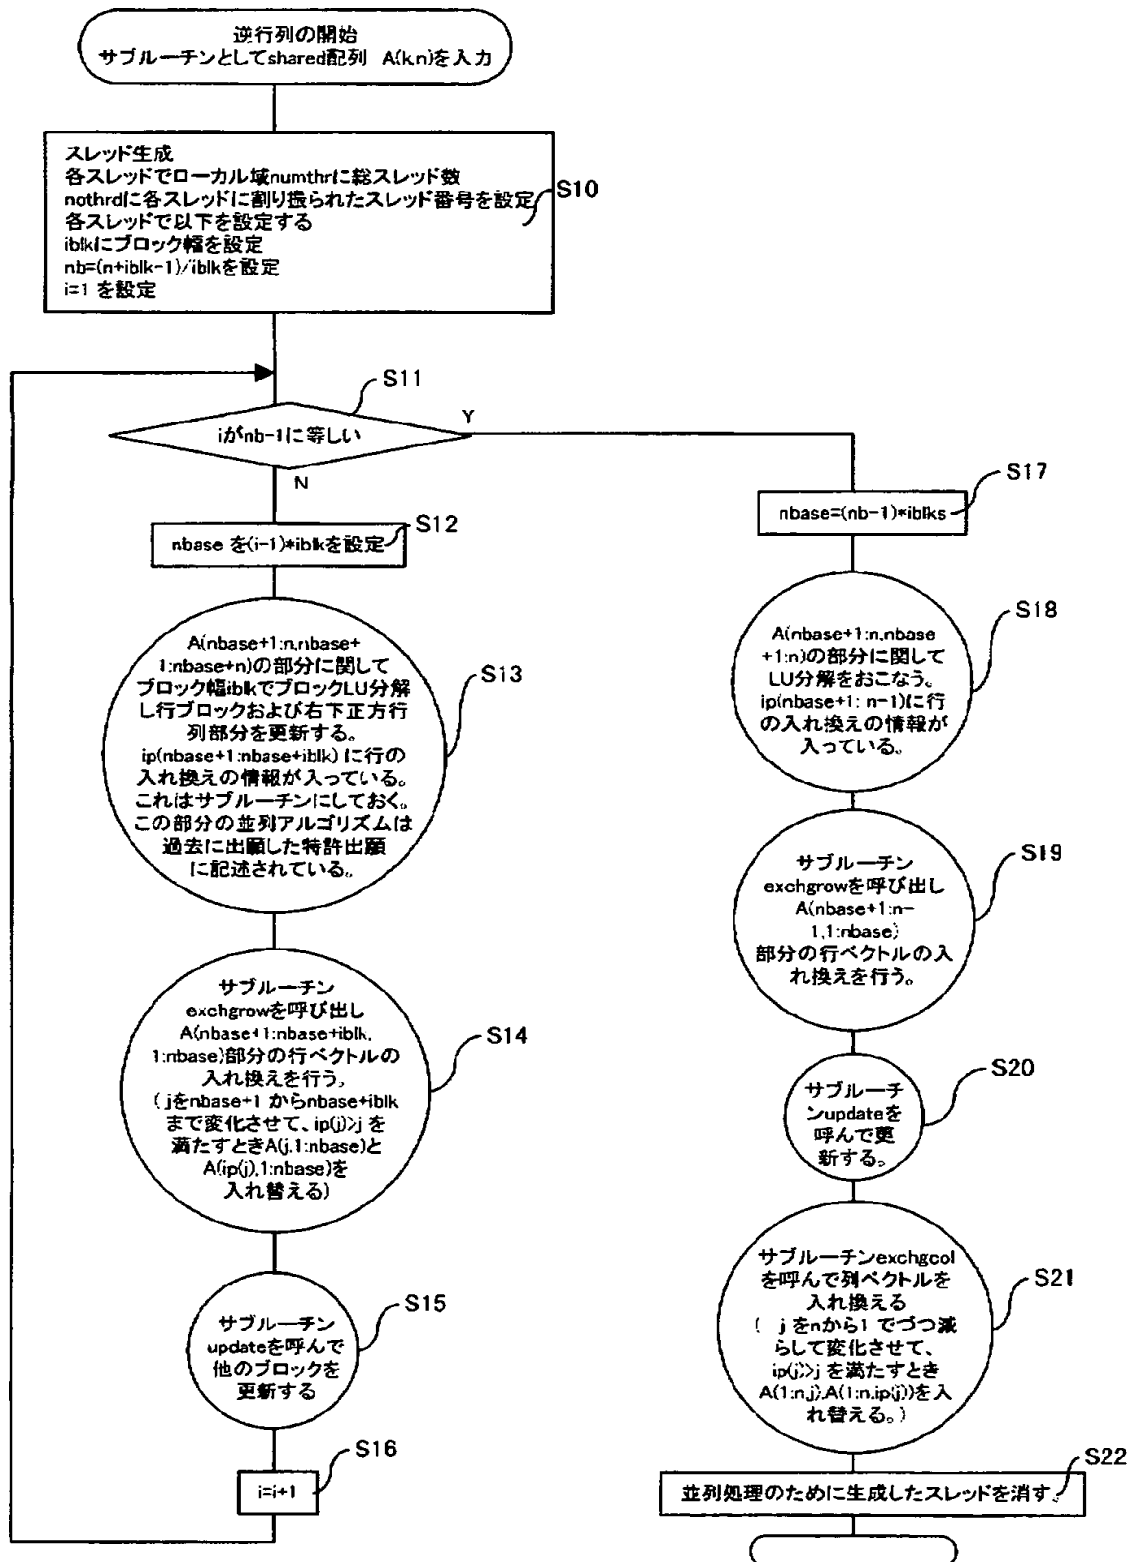 逆行列の開始
サブルーチンとしてshared配列 A(k,n)を入力
スレッド生成
各スレッドでローカル域numthrに総スレッド数
nothrdに各スレッドに割り振られたスレッド番号を設定
各スレッドで以下を設定する
iblkにブロック幅を設定
nb=(n+iblk-1)/iblkを設定
i=1 を設定
S10
S11
iがnb-1に等しい
Y
N
S12
nbase を(i-1)*iblkを設定
A(nbase+1:n,nbase+
1:nbase+n)の部分に関して
ブロック幅iblkでブロックLU分解
し行ブロックおよび右下正方行
列部分を更新する。
ip(nbase+1:nbase+iblk) に行の
入れ換えの情報が入っている。
これはサブルーチンにしておく。
この部分の並列アルゴリズムは
過去に出願した特許出願
に記述されている。
S13
サブルーチン
exchgrowを呼び出し
A(nbase+1:nbase+iblk,
1:nbase)部分の行ベクトルの
入れ換えを行う。
( jをnbase+1 からnbase+iblk
まで変化させて、ip(j)>j を
満たすときA(j,1:nbase)と
A(ip(j),1:nbase)を
入れ替える)
S14
サブルーチン
updateを呼んで
他のブロックを
更新する
S15
S16
i=i+1
S17
nbase=(nb-1)*iblks
A(nbase+1:n,nbase
+1:n)の部分に関して
LU分解をおこなう。
ip(nbase+1: n-1)に行
の入れ換えの情報が
入っている。
S18
サブルーチン
exchgrowを呼び出し
A(nbase+1:n-
1,1:nbase)
部分の行ベクトルの入
れ換えを行う。
S19
サブルーチ
ンupdateを
呼んで更
新する。
S20
サブルーチンexchgcol
を呼んで列ベクトルを
入れ換える
( j をnから1 でづつ減
らして変化させて、
ip(j)>j を満たすとき
A(1:n,j),A(1:n,ip(j))を入
れ替える。)
S21
S22
並列処理のために生成したスレッドを消す。